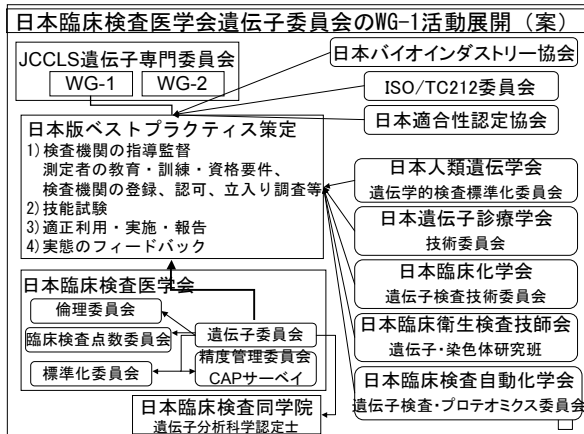 日本臨床検査医学会遺伝子委員会のWG-1活動展開（案）
JCCLS遺伝子専門委員会
WG-1
WG-2
日本バイオインダストリー協会
ISO/TC212委員会
日本適合性認定協会
日本版ベストプラクティス策定
1)検査機関の指導監督
測定者の教育・訓練・資格要件、
検査機関の登録、認可、立入り調査等
2)技能試験
3)適正利用・実施・報告
4)実態のフィードバック
日本人類遺伝学会
遺伝学的検査標準化委員会
日本遺伝子診療学会
技術委員会
日本臨床化学会
遺伝子検査技術委員会
日本臨床衛生検査技師会
遺伝子・染色体研究班
日本臨床検査自動化学会
遺伝子検査・プロテオミクス委員会
日本臨床検査医学会
倫理委員会
臨床検査点数委員会
標準化委員会
遺伝子委員会
精度管理委員会
CAPサーベイ
日本臨床検査同学院
遺伝子分析科学認定士